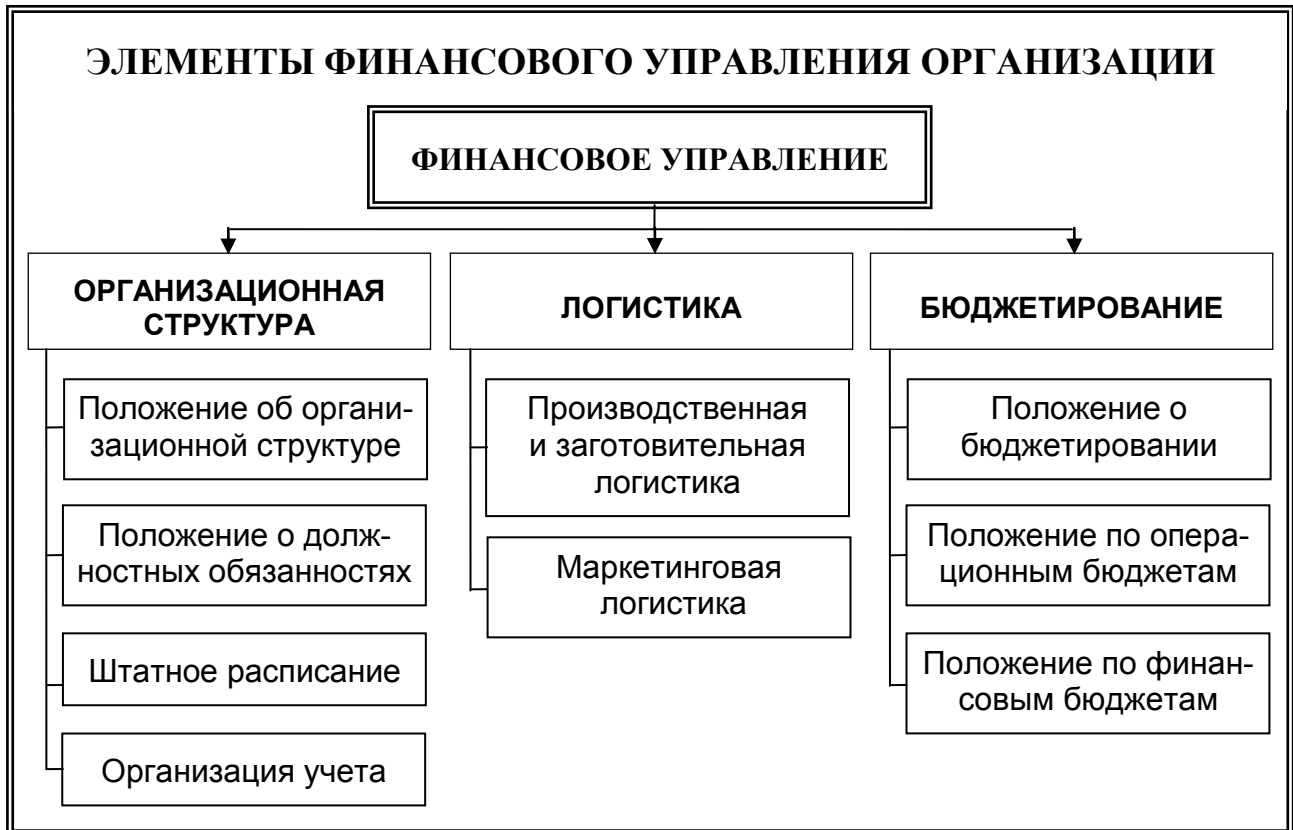 ЭЛЕМЕНТЫ ФИНАНСОВОГО УПРАВЛЕНИЯ ОРГАНИЗАЦИИ
ФИНАНСОВОЕ УПРАВЛЕНИЕ
ОРГАНИЗАЦИОННАЯ
СТРУКТУРА
Положение об органи-
зационной структуре
Положение о долж-
ностных обязанностях
Штатное расписание
Организация учета
ЛОГИСТИКА
Производственная
и заготовительная
логистика
Маркетинговая
логистика
БЮДЖЕТИРОВАНИЕ
Положение о
бюджетировании
Положение по опера-
ционным бюджетам
Положение по финан-
совым бюджетам